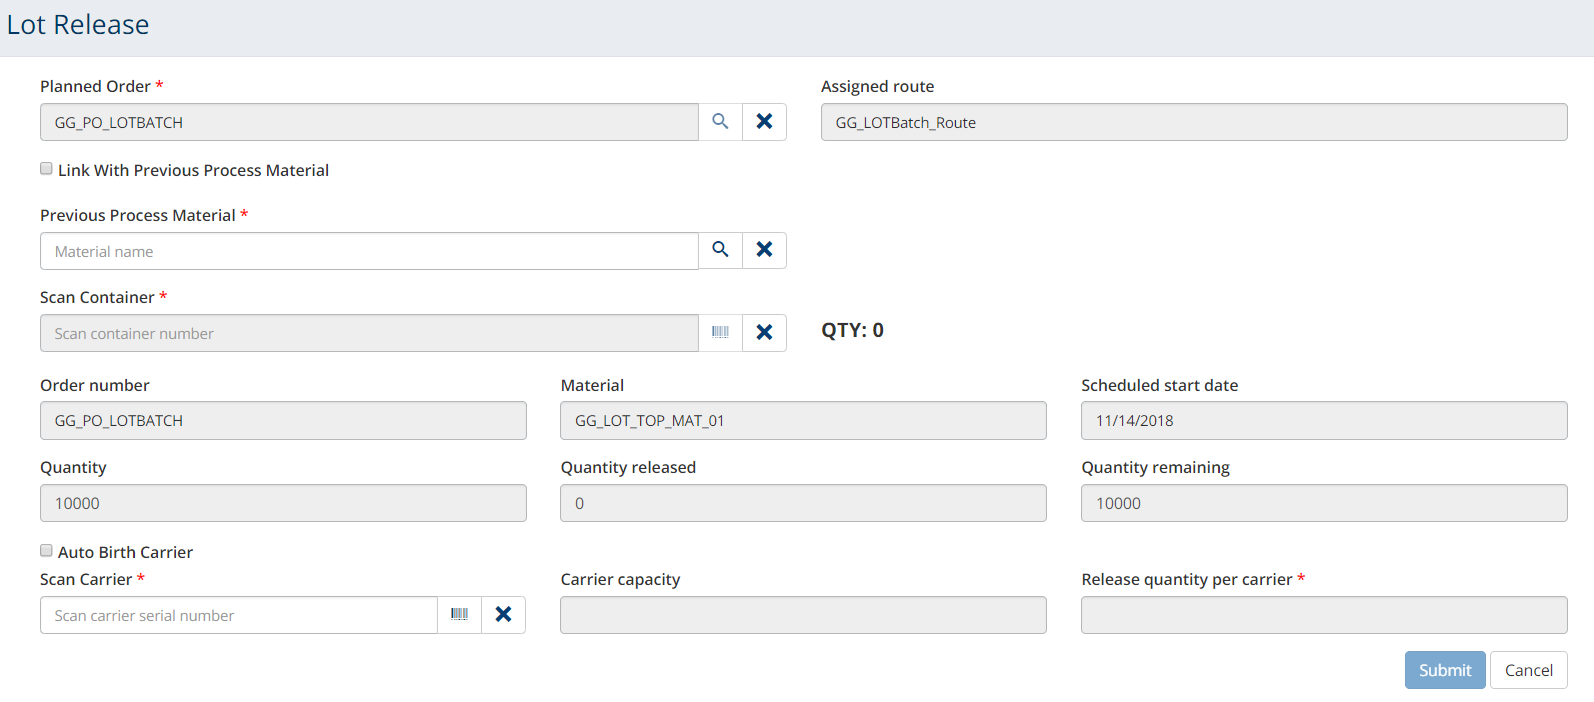 Lot Release
Planned Order *
Assigned route
GG_PO_LOTBATCH
GG_LOTBatch_Route
Link With Previous Process Material
Previous Process Material *
Material name
Scan Container *
Scan container number
QTY: 0
Order number
Material
Scheduled start date
GG_PO_LOTBATCH
GG_LOT_TOP_MAT_01
11/14/2018
Quantity
Quantity released
Quantity remaining
10000
0
10000
Auto Birth Carrier
Scan Carrier *
Carrier capacity
Release quantity per carrier *
Scan carrier serial number
Submit
Cancel